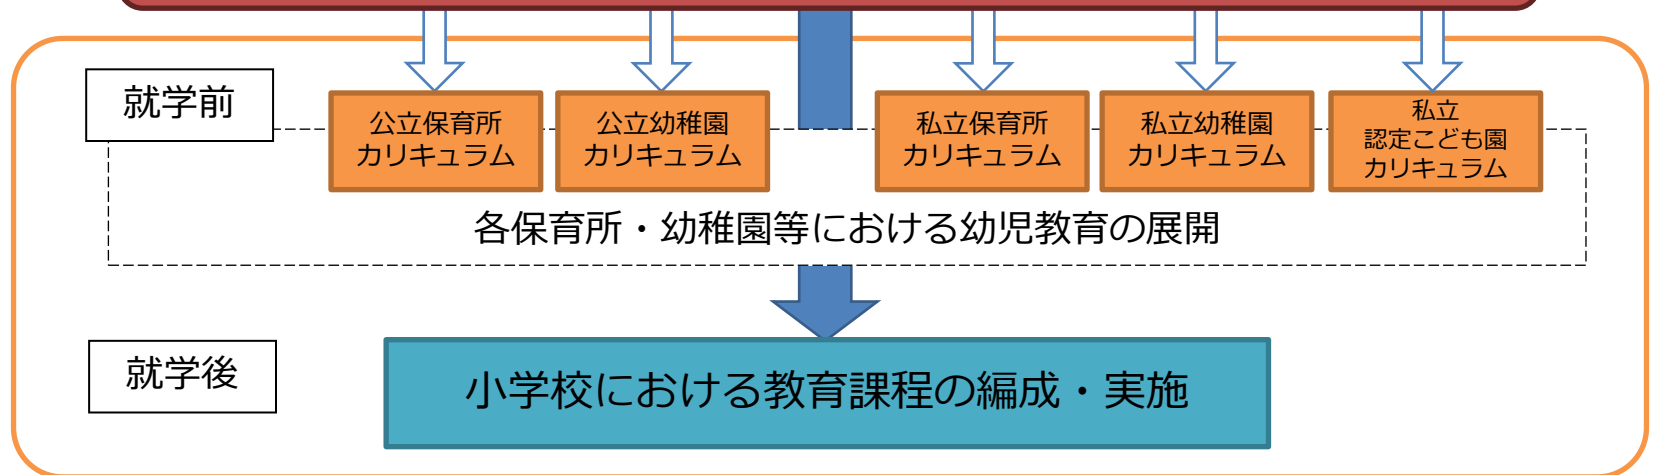 就学前
公立保育所
カリキュラム
公立幼稚園
カリキュラム
私立保育所
カリキュラム
私立幼稚園
カリキュラム
私立
認定こども園
カリキュラム
各保育所・幼稚園等における幼児教育の展開
就学後
小学校における教育課程の編成・実施